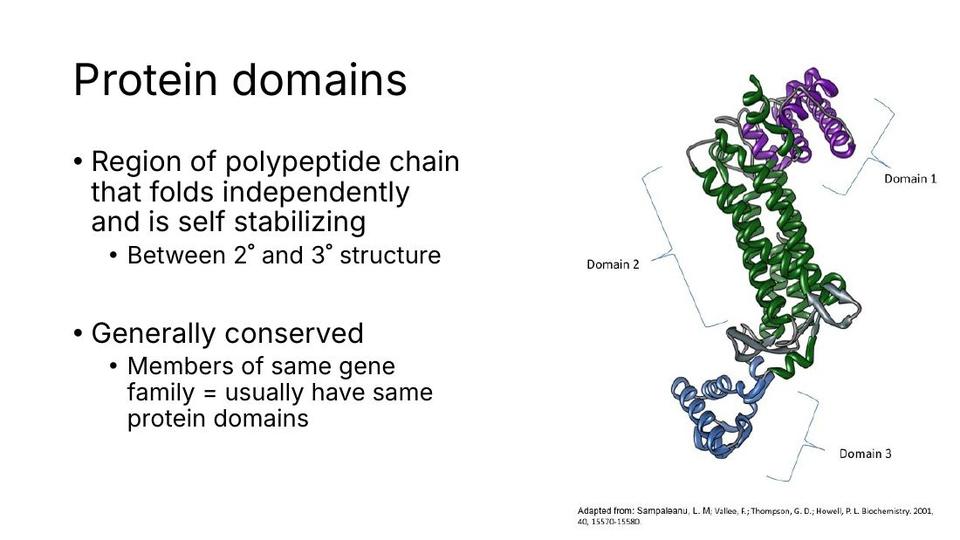 Protein domains
• Region of polypeptide chain
that folds independently
and is self stabilizing
• Between 2° and 3° structure
• Generally conserved
• Members of same gene
family = usually have same
protein domains
Domain 1
Domain 2
Domain 3
Adapted from: Sampaleanu, L. M; Vallee, F.; Thompson, G. D.; Howell, P. L. Biochemistry. 2001,
40, 15570-15580.